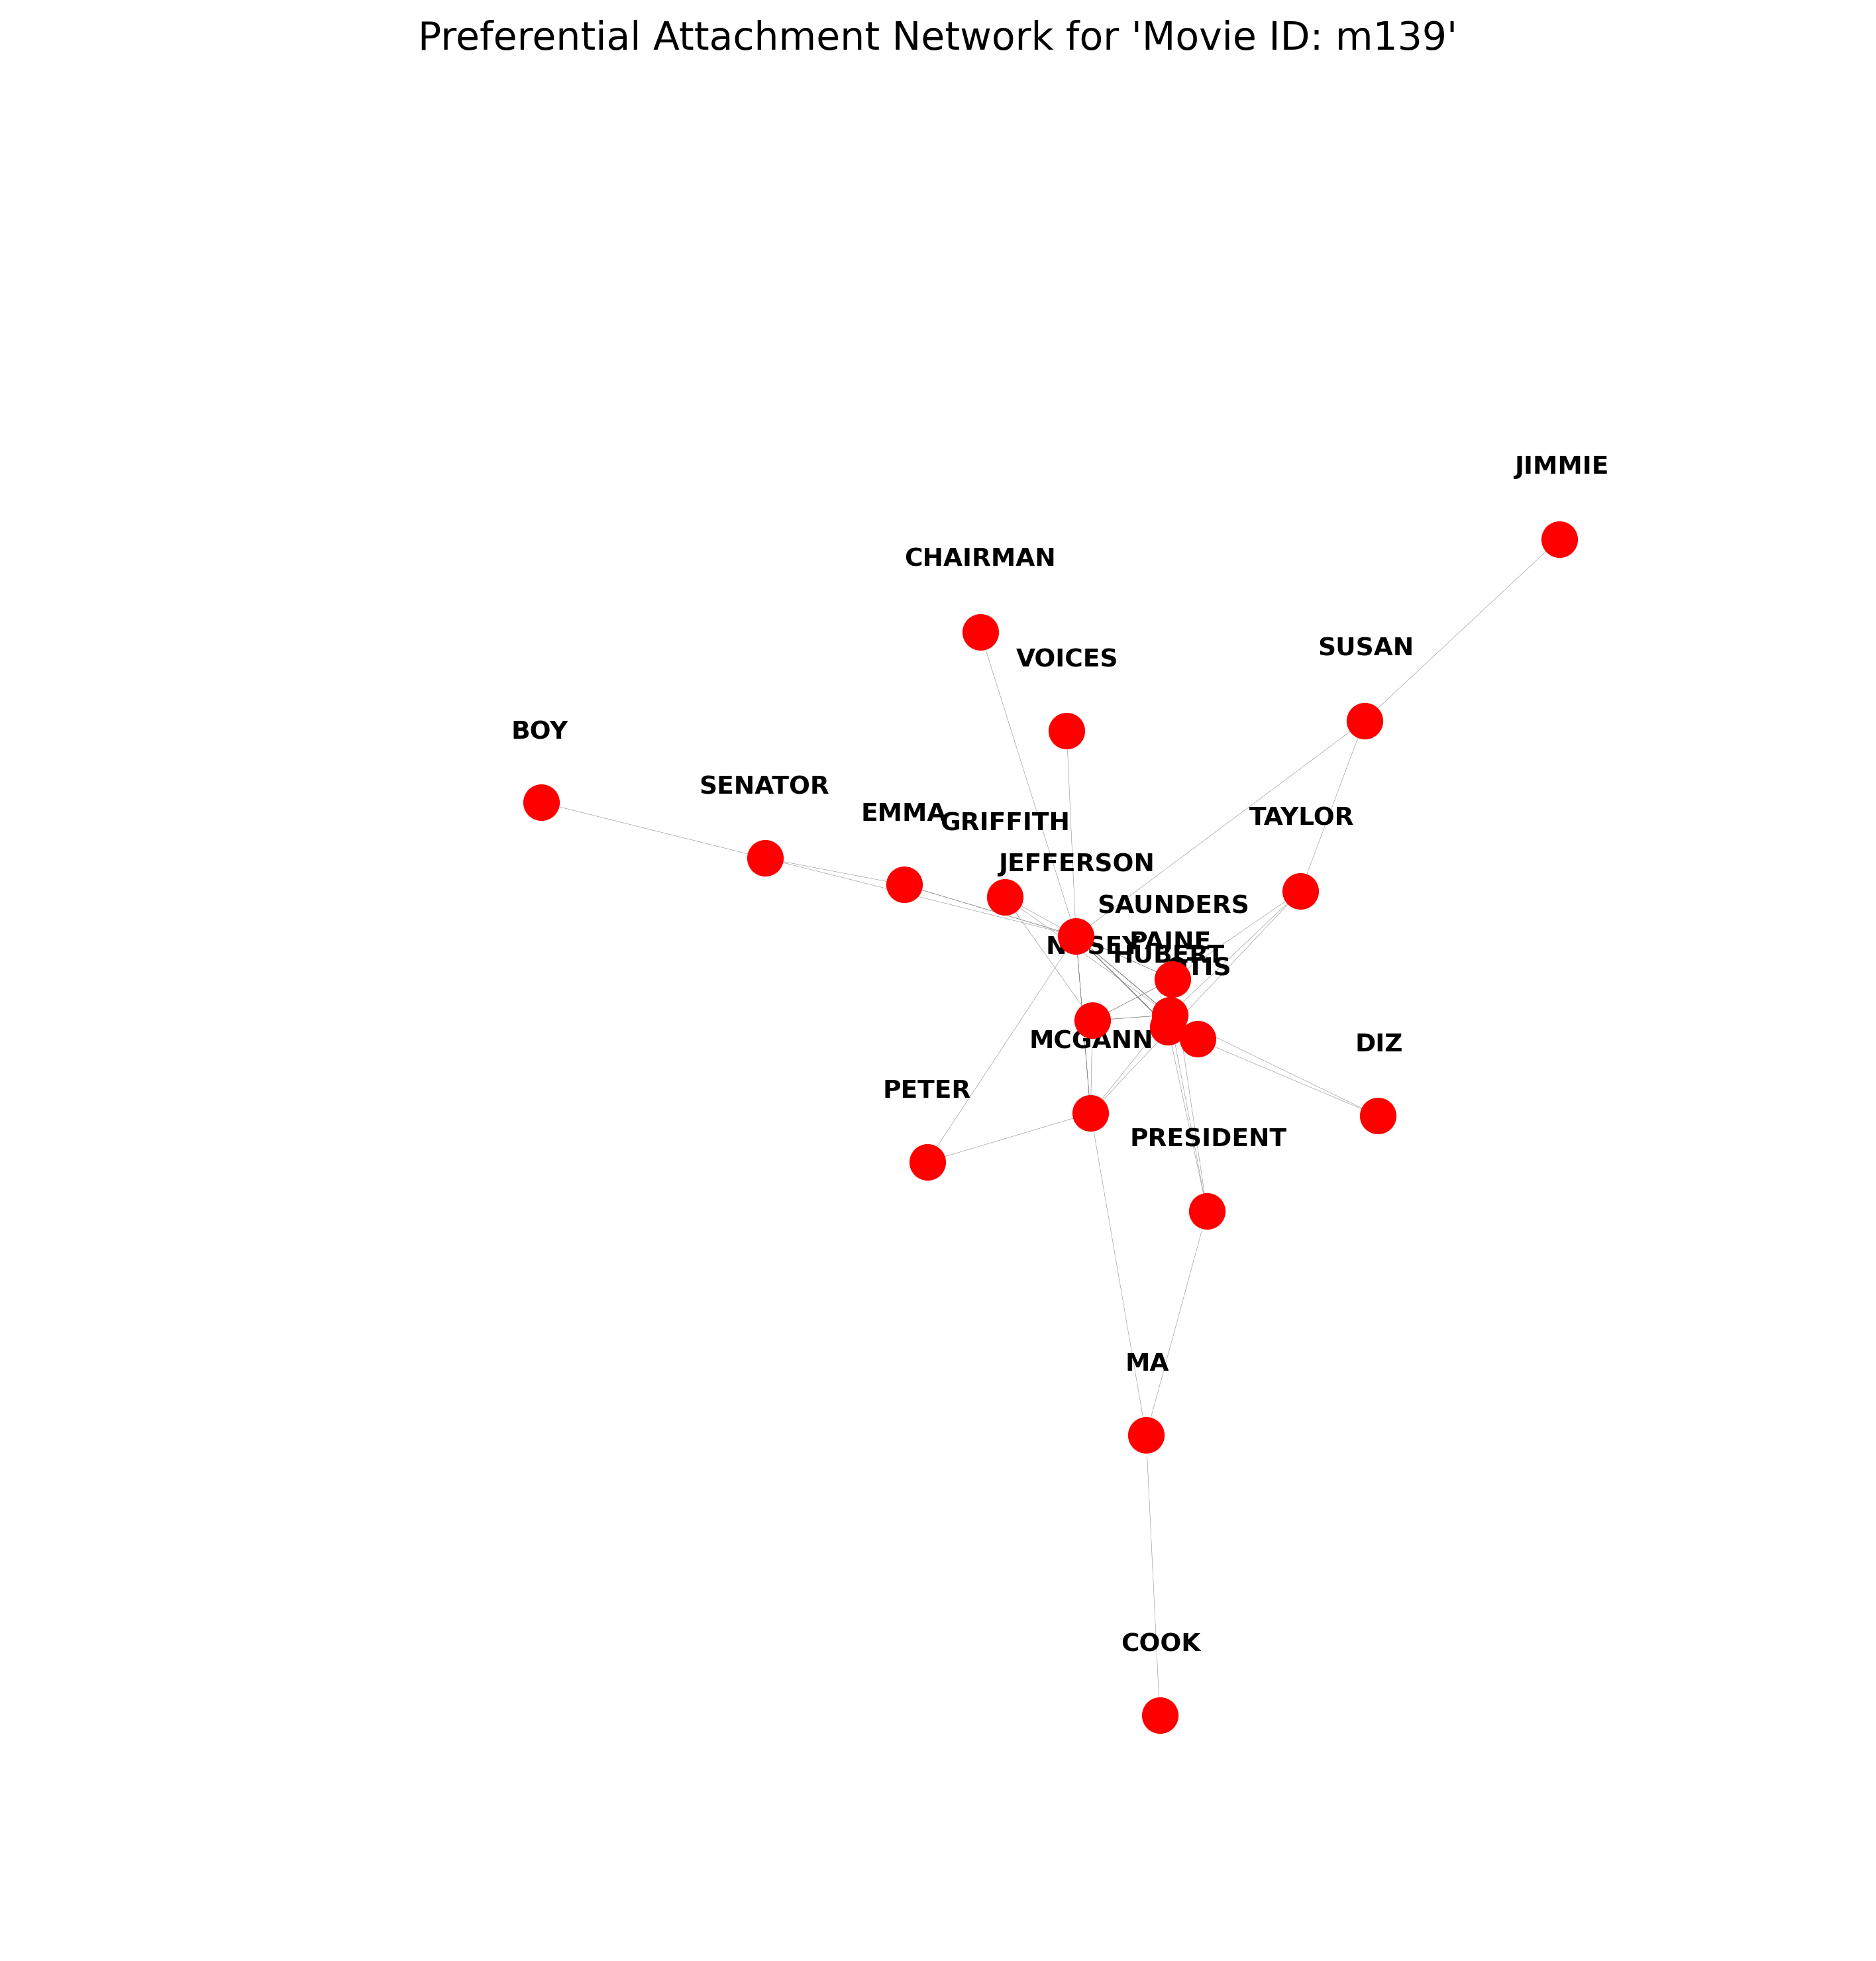 Preferential Attachment Network for 'Movie ID: m139'
JIMMIE
CHAIRMAN
SUSAN
VOICES
BOY
SENATOR
EMMA
TAYLOR
GRIFFITH
JEFFERSON
SAUNDERS
PAINE
HUBERT
MCGANN
DIZ
PETER
PRESIDENT
MA
COOK